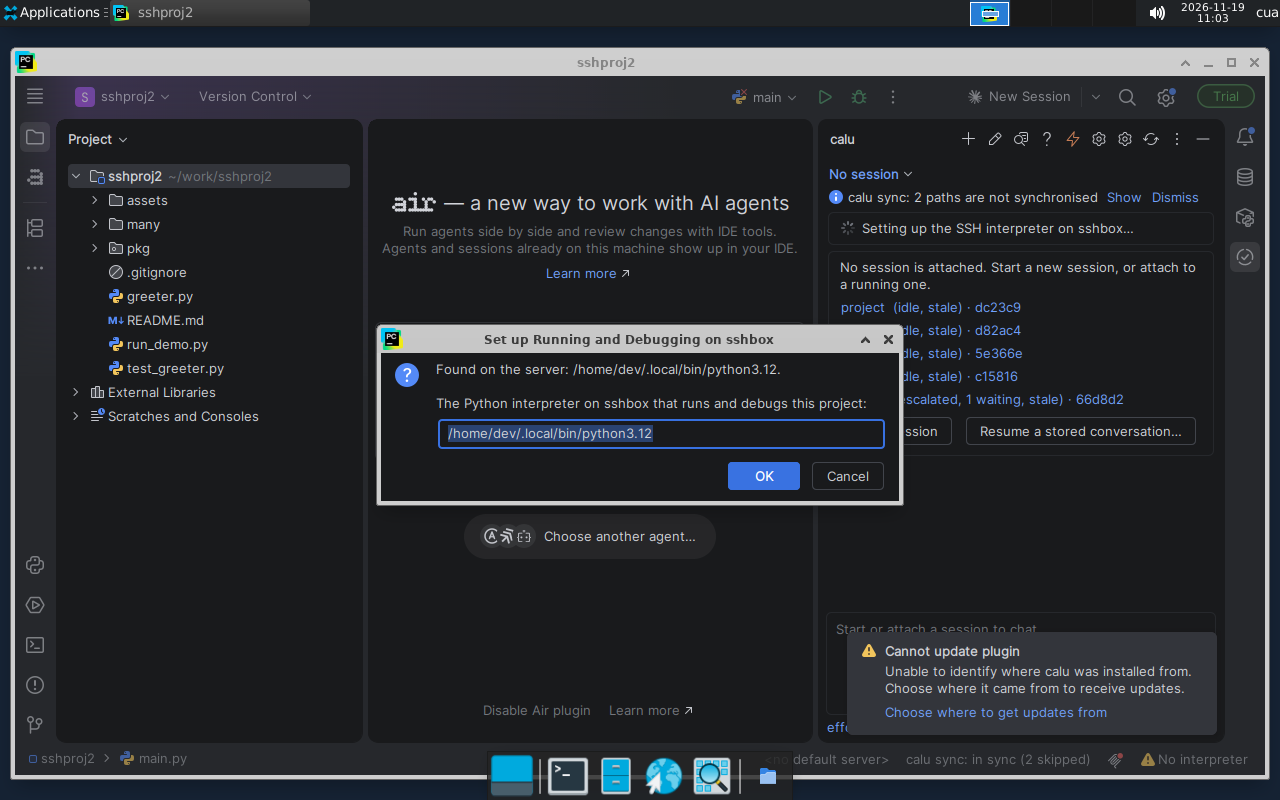 Applications
sshproj2
2026-11-19
11:03
cua
sshproj2
S
sshproj2
Version Control
main
New Session
Trial
Project
calu
sshproj2 ~/work/sshproj2
assets
many
pkg
.gitignore
greeter.py
M↓ README.md
run_demo.py
test_greeter.py
External Libraries
Scratches and Consoles
air — a new way to work with AI agents
Run agents side by side and review changes with IDE tools.
Agents and sessions already on this machine show up in your IDE.
Learn more ↗
No session
calu sync: 2 paths are not synchronised Show Dismiss
Setting up the SSH interpreter on sshbox...
No session is attached. Start a new session, or attach to
a running one.
project (idle, stale) · dc23c9
(idle, stale) · d82ac4
(idle, stale) · 5e366e
(idle, stale) · c15816
escalated, 1 waiting, stale) · 66d8d2
Resume a stored conversation...
PC
Set up Running and Debugging on sshbox
Found on the server: /home/dev/.local/bin/python3.12.
The Python interpreter on sshbox that runs and debugs this project:
/home/dev/.local/bin/python3.12
OK
Cancel
Choose another agent...
Start or attach a session to chat
Cannot update plugin
Unable to identify where calu was installed from.
Choose where it came from to receive updates.
Choose where to get updates from
Disable Air plugin Learn more ↗
sshproj2 > main.py
default server>
calu sync: in sync (2 skipped)
No interpreter